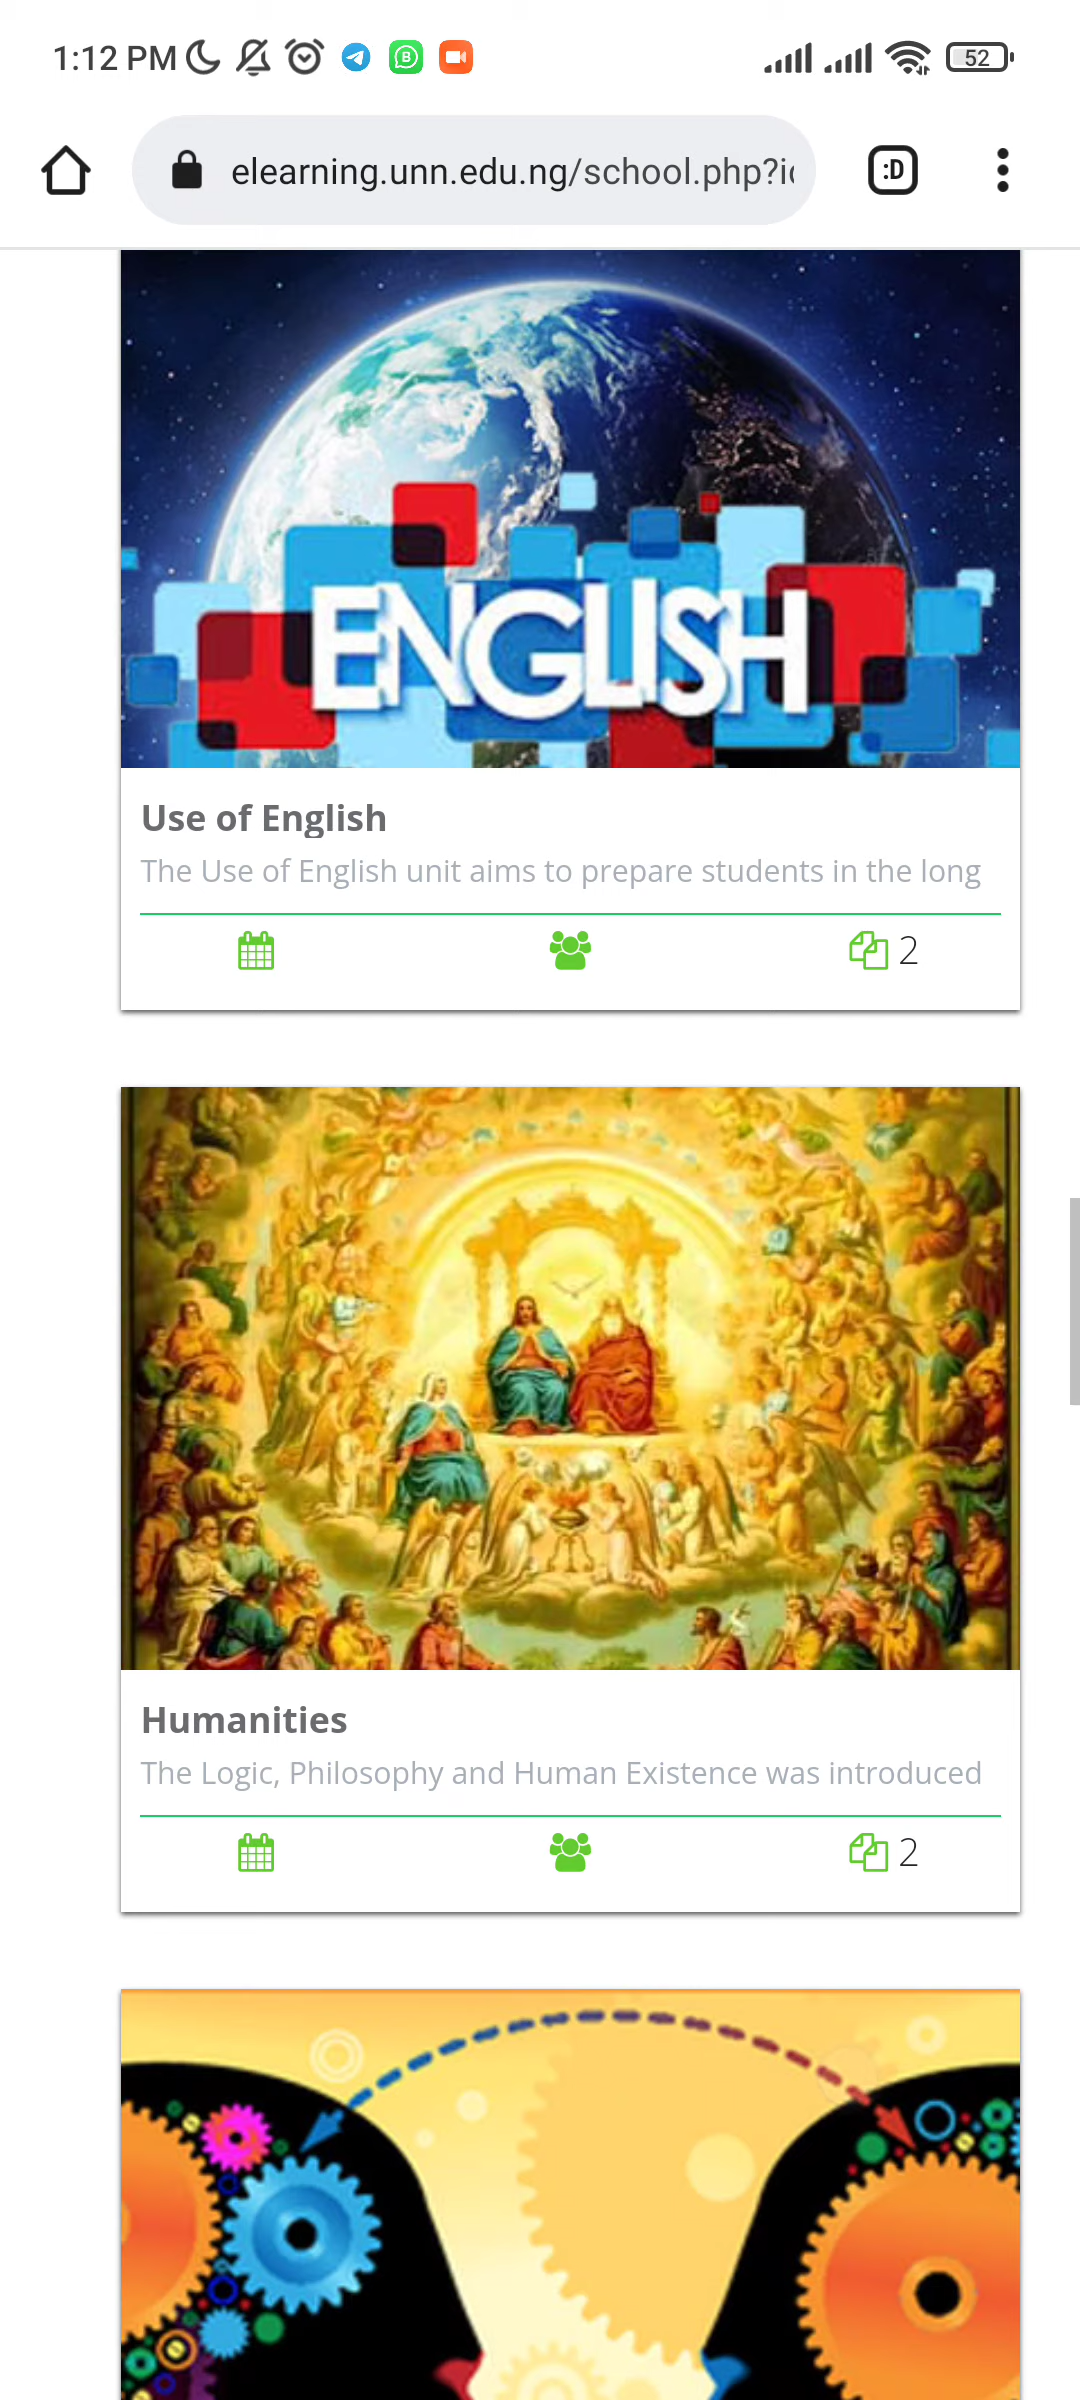 1:12 PM
52
elearning.unn.edu.ng/school.php?i
:D
ENGLISH
Use of English
The Use of English unit aims to prepare students in the long
2
Humanities
The Logic, Philosophy and Human Existence was introduced
2